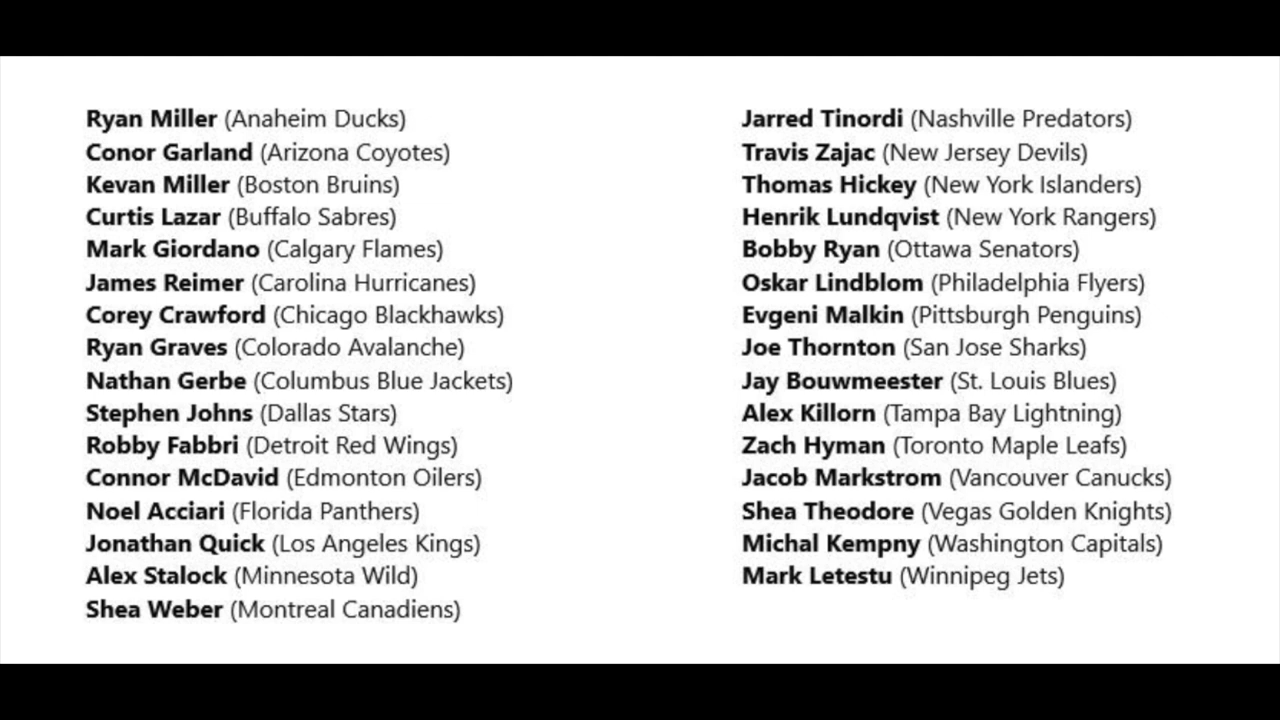 Ryan Miller (Anaheim Ducks)
Conor Garland (Arizona Coyotes)
Kevan Miller (Boston Bruins)
Curtis Lazar (Buffalo Sabres)
Mark Giordano (Calgary Flames)
James Reimer (Carolina Hurricanes)
Corey Crawford (Chicago Blackhawks)
Ryan Graves (Colorado Avalanche)
Nathan Gerbe (Columbus Blue Jackets)
Stephen Johns (Dallas Stars)
Robby Fabbri (Detroit Red Wings)
Connor McDavid (Edmonton Oilers)
Noel Acciari (Florida Panthers)
Jonathan Quick (Los Angeles Kings)
Alex Stalock (Minnesota Wild)
Shea Weber (Montreal Canadiens)
Jarred Tinordi (Nashville Predators)
Travis Zajac (New Jersey Devils)
Thomas Hickey (New York Islanders)
Henrik Lundqvist (New York Rangers)
Bobby Ryan (Ottawa Senators)
Oskar Lindblom (Philadelphia Flyers)
Evgeni Malkin (Pittsburgh Penguins)
Joe Thornton (San Jose Sharks)
Jay Bouwmeester (St. Louis Blues)
Alex Killorn (Tampa Bay Lightning)
Zach Hyman (Toronto Maple Leafs)
Jacob Markstrom (Vancouver Canucks)
Shea Theodore (Vegas Golden Knights)
Michal Kempny (Washington Capitals)
Mark Letestu (Winnipeg Jets)